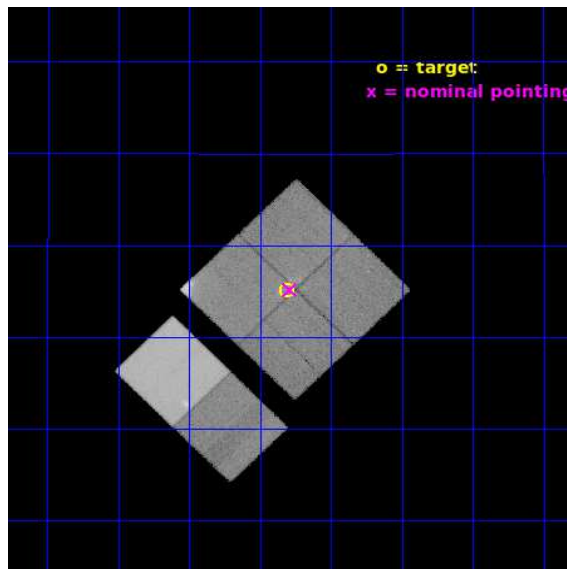 o = target
x = nominal pointing